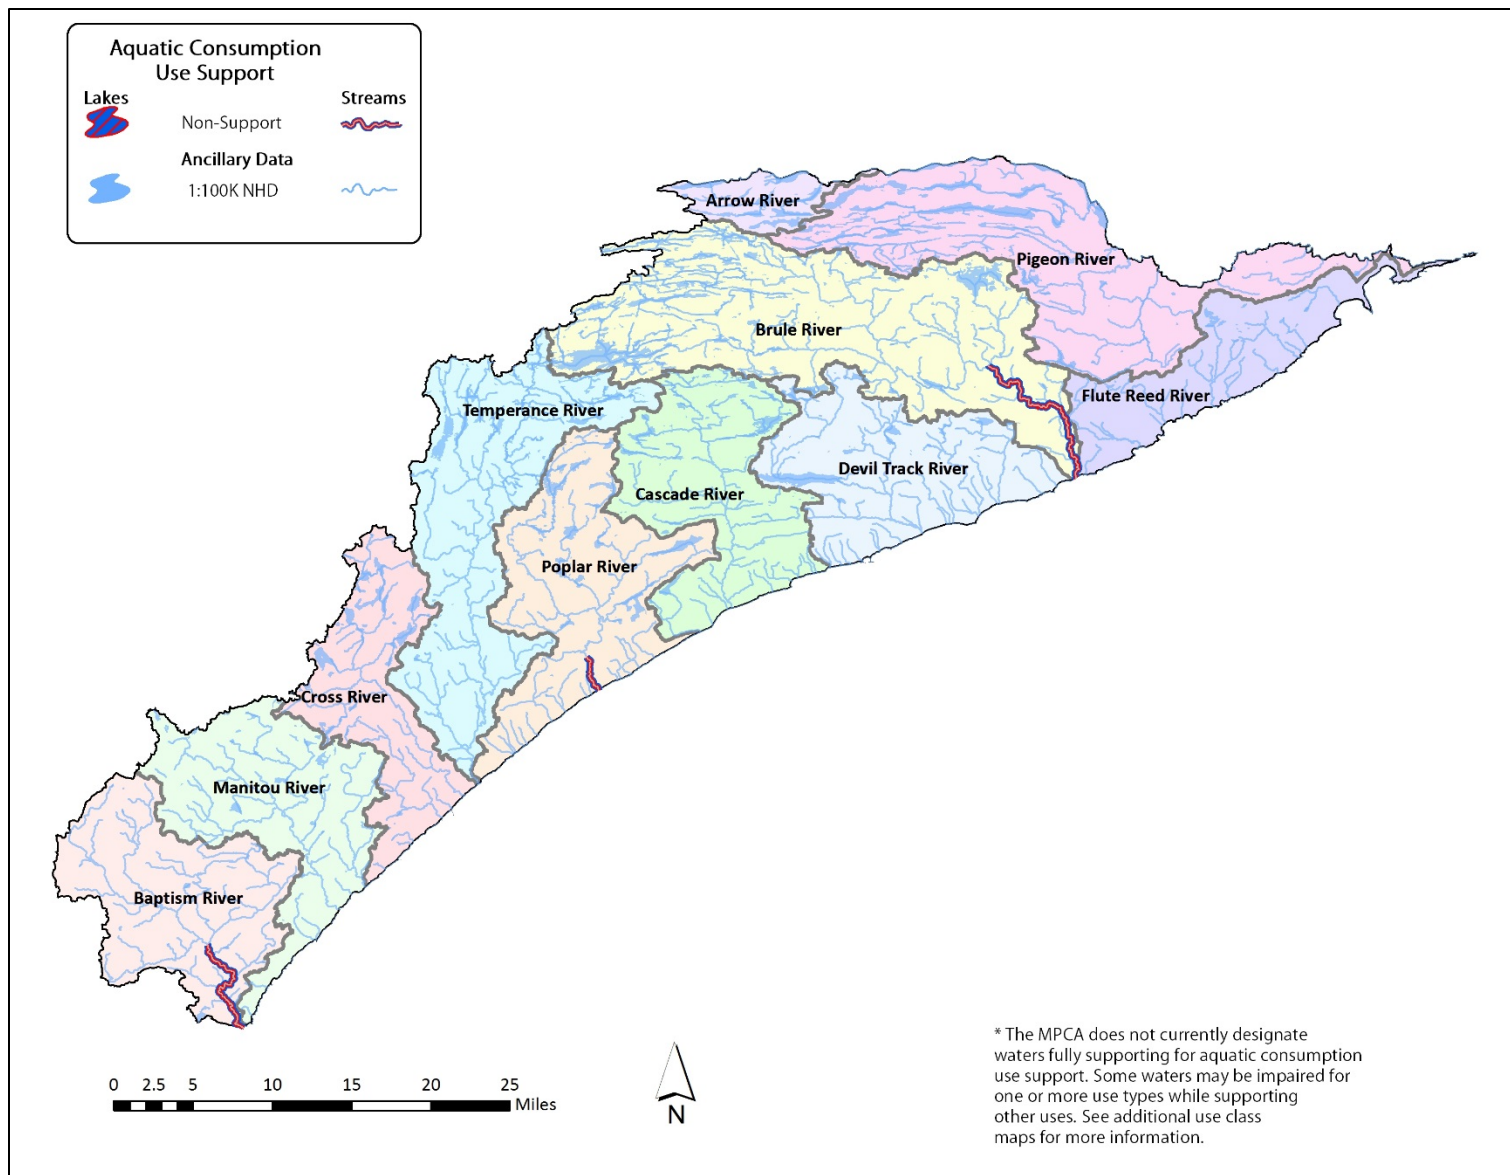 Aquatic Consumption
Use Support
Lakes
Streams
Non-Support
Ancillary Data
1:100K NHD
Arrow River
Pigeon River
Brule River
Flute Reed River
Temperance River
Devil Track River
Cascade River
Poplar River
Cross River
Manitou River
Baptism River
0 2.5 5 10 15 20 25
Miles
N
* The MPCA does not currently designate
waters fully supporting for aquatic consumption
use support. Some waters may be impaired for
one or more use types while supporting
other uses. See additional use class
maps for more information.